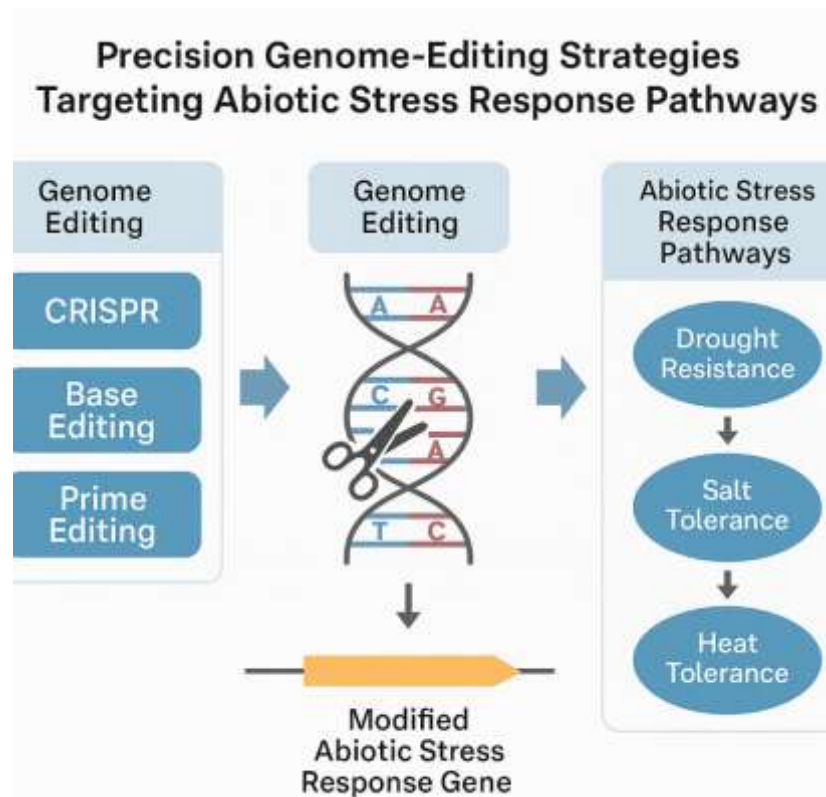 Precision Genome-Editing Strategies
Targeting Abiotic Stress Response Pathways
Genome
Editing
CRISPR
Base
Editing
Prime
Editing
Genome
Editing
A A
C G
A
T C
Modified
Abiotic Stress
Response Gene
Abiotic Stress
Response
Pathways
Drought
Resistance
Salt
Tolerance
Heat
Tolerance